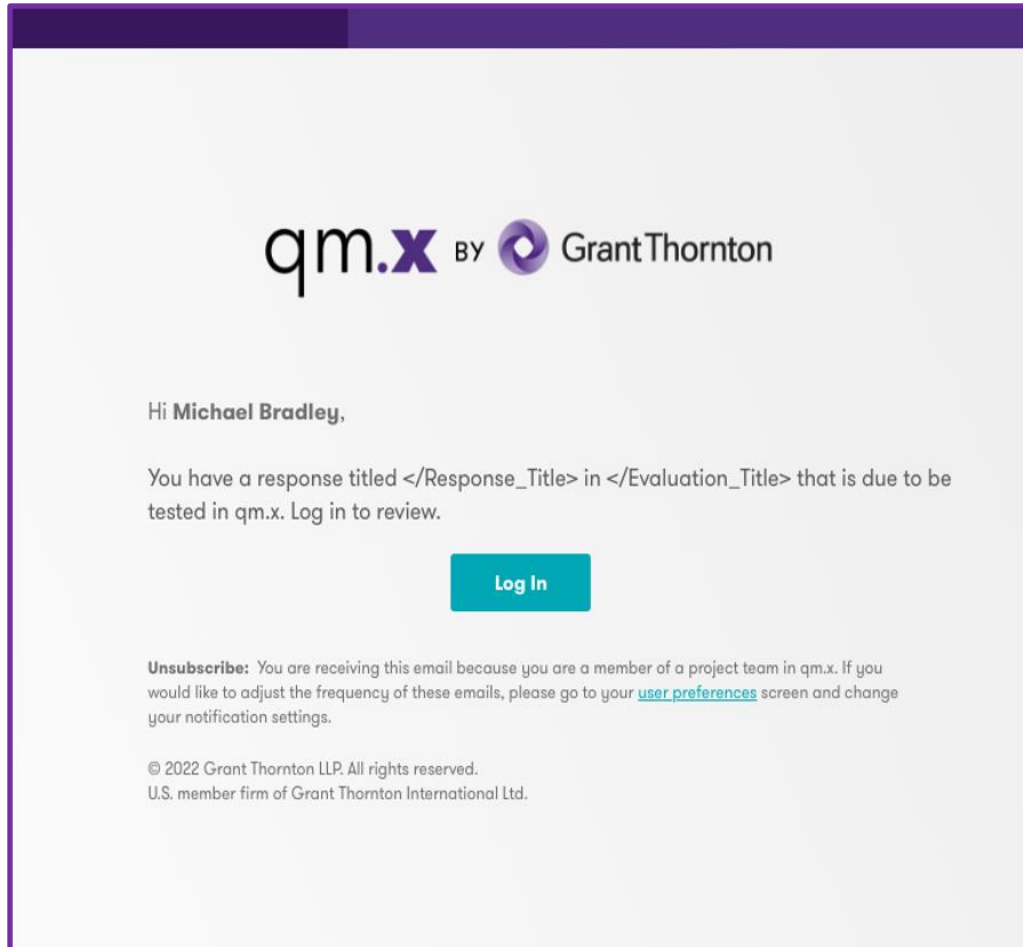 qm.x BY Grant Thornton
Hi Michael Bradley,
You have a response titled </Response_Title> in </Evaluation_Title> that is due to be
tested in qm.x. Log in to review.
Log In
Unsubscribe: You are receiving this email because you are a member of a project team in qm.x. If you
would like to adjust the frequency of these emails, please go to your user preferences screen and change
your notification settings.
© 2022 Grant Thornton LLP. All rights reserved.
U.S. member firm of Grant Thornton International Ltd.